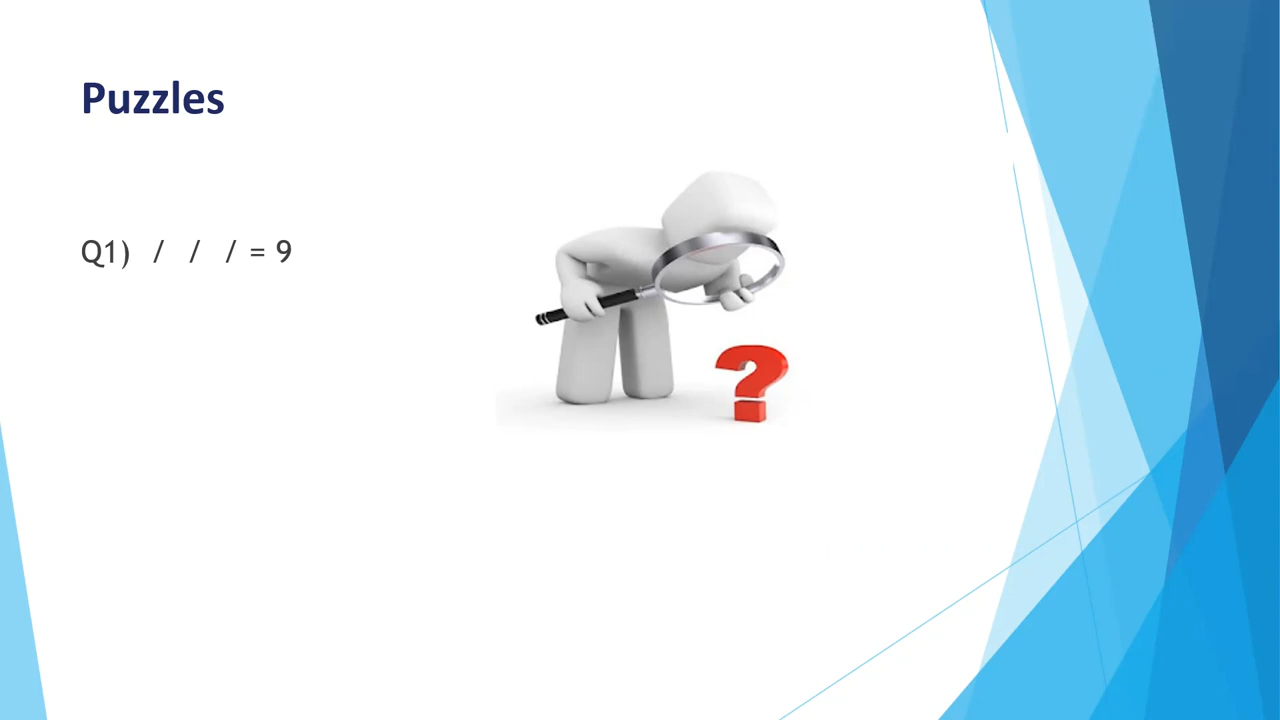 Puzzles
Q1) / / / = 9
?